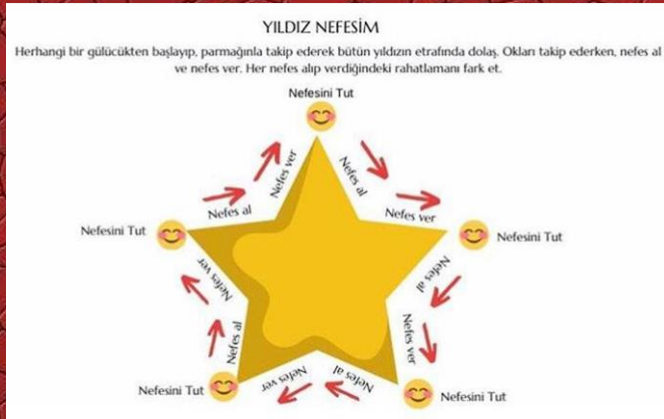 YILDIZ NEFESİM
Herhangi bir gülücükten başlayıp, parmağınla takip ederek bütün yıldızın etrafında dolaş. Okları takip ederken, nefes al
ve nefes ver. Her nefes alıp verdiğindeki rahatlamanı fark et.
Nefesini Tut
Nefes al
Nefes ver
Nefesini Tut
Nefes al
Nefes ver
Nefesini Tut
Nefes al
Nefes ver
Nefesini Tut
Nefes al
Nefes ver
Nefesini Tut
Nefes al
Nefes ver